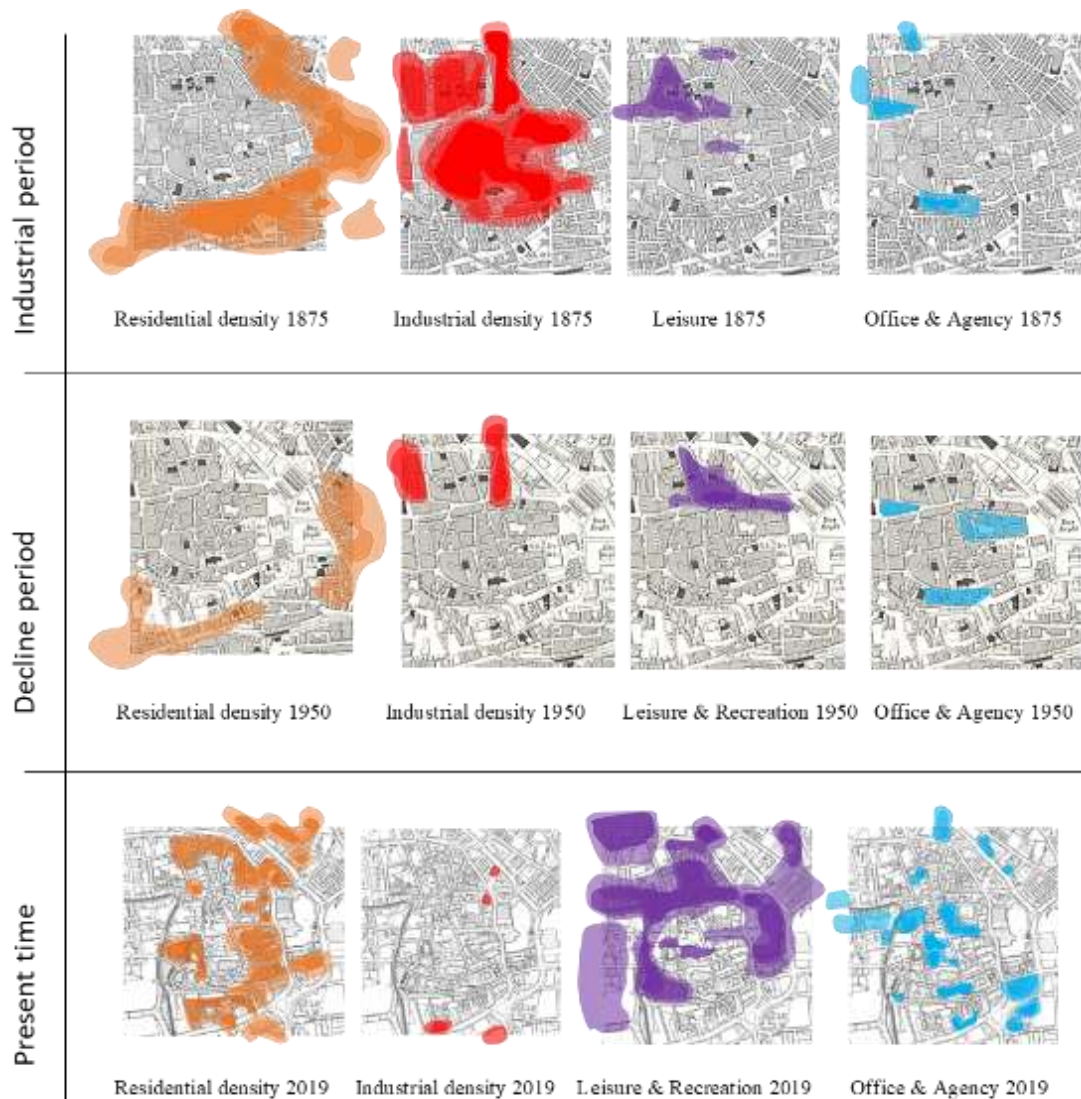 Industrial period
Residential density 1875
Industrial density 1875
Leisure 1875
Office & Agency 1875
Decline period
Residential density 1950
Industrial density 1950
Leisure & Recreation 1950
Office & Agency 1950
Present time
Residential density 2019
Industrial density 2019
Leisure & Recreation 2019
Office & Agency 2019